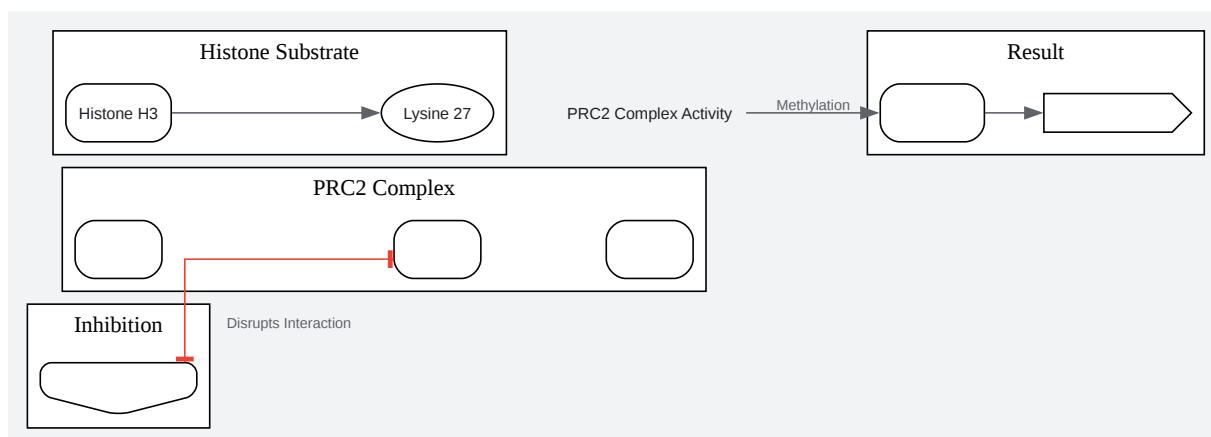 Histone Substrate
Histone H3
Lysine 27
PRC2 Complex Activity
Methylation
Result
PRC2 Complex
Inhibition
Disrupts Interaction